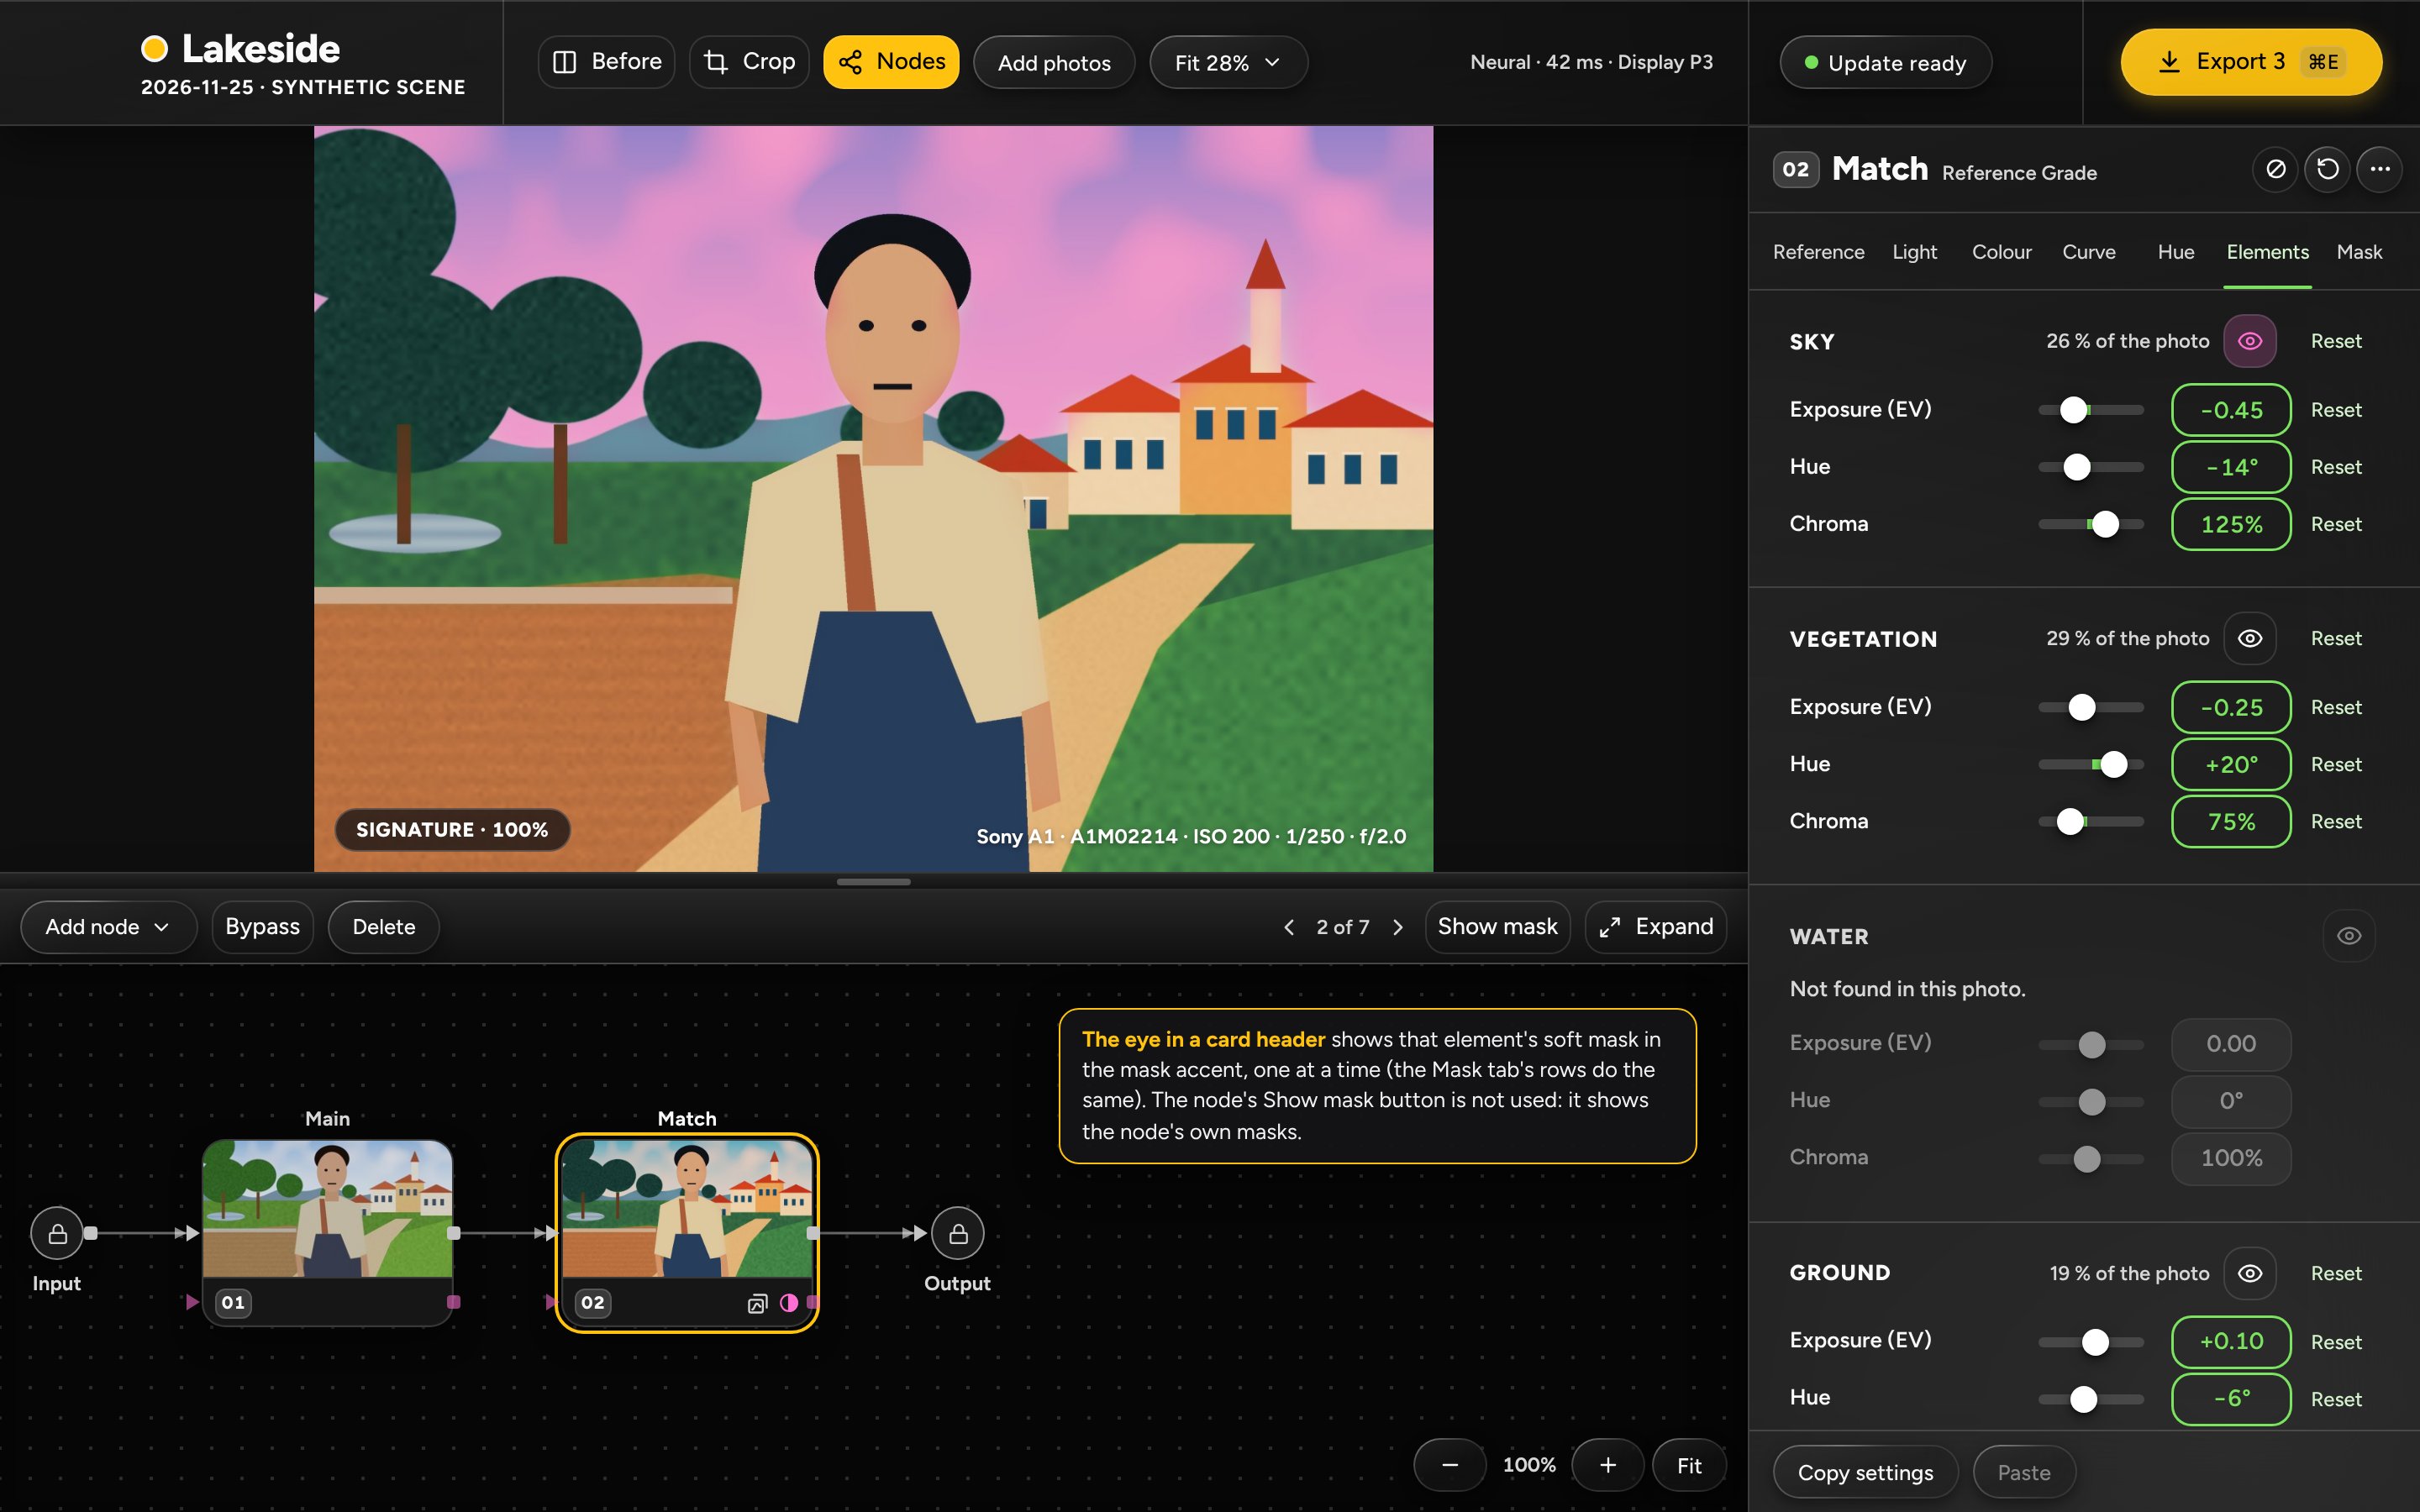 Lakeside
2026-11-25 · SYNTHETIC SCENE
Before
Crop
Nodes
Add photos
Fit 28%
Neural · 42 ms · Display P3
Update ready
Export 3 ⌘E
02 Match Reference Grade
Reference Light Colour Curve Hue Elements Mask
SKY 26 % of the photo Reset
Exposure (EV) −0.45 Reset
Hue −14° Reset
Chroma 125% Reset
VEGETATION 29 % of the photo Reset
Exposure (EV) −0.25 Reset
Hue +20° Reset
Chroma 75% Reset
WATER
Not found in this photo.
Exposure (EV) 0.00
Hue 0°
Chroma 100%
GROUND 19 % of the photo Reset
Exposure (EV) +0.10 Reset
Hue −6° Reset
Copy settings Paste
SIGNATURE · 100%
Sony A1 · A1M02214 · ISO 200 · 1/250 · f/2.0
Add node
Bypass
Delete
2 of 7
Show mask
Expand
The eye in a card header shows that element's soft mask in
the mask accent, one at a time (the Mask tab's rows do the
same). The node's Show mask button is not used: it shows
the node's own masks.
Main
Match
Input
Output
01
02
100%
Fit